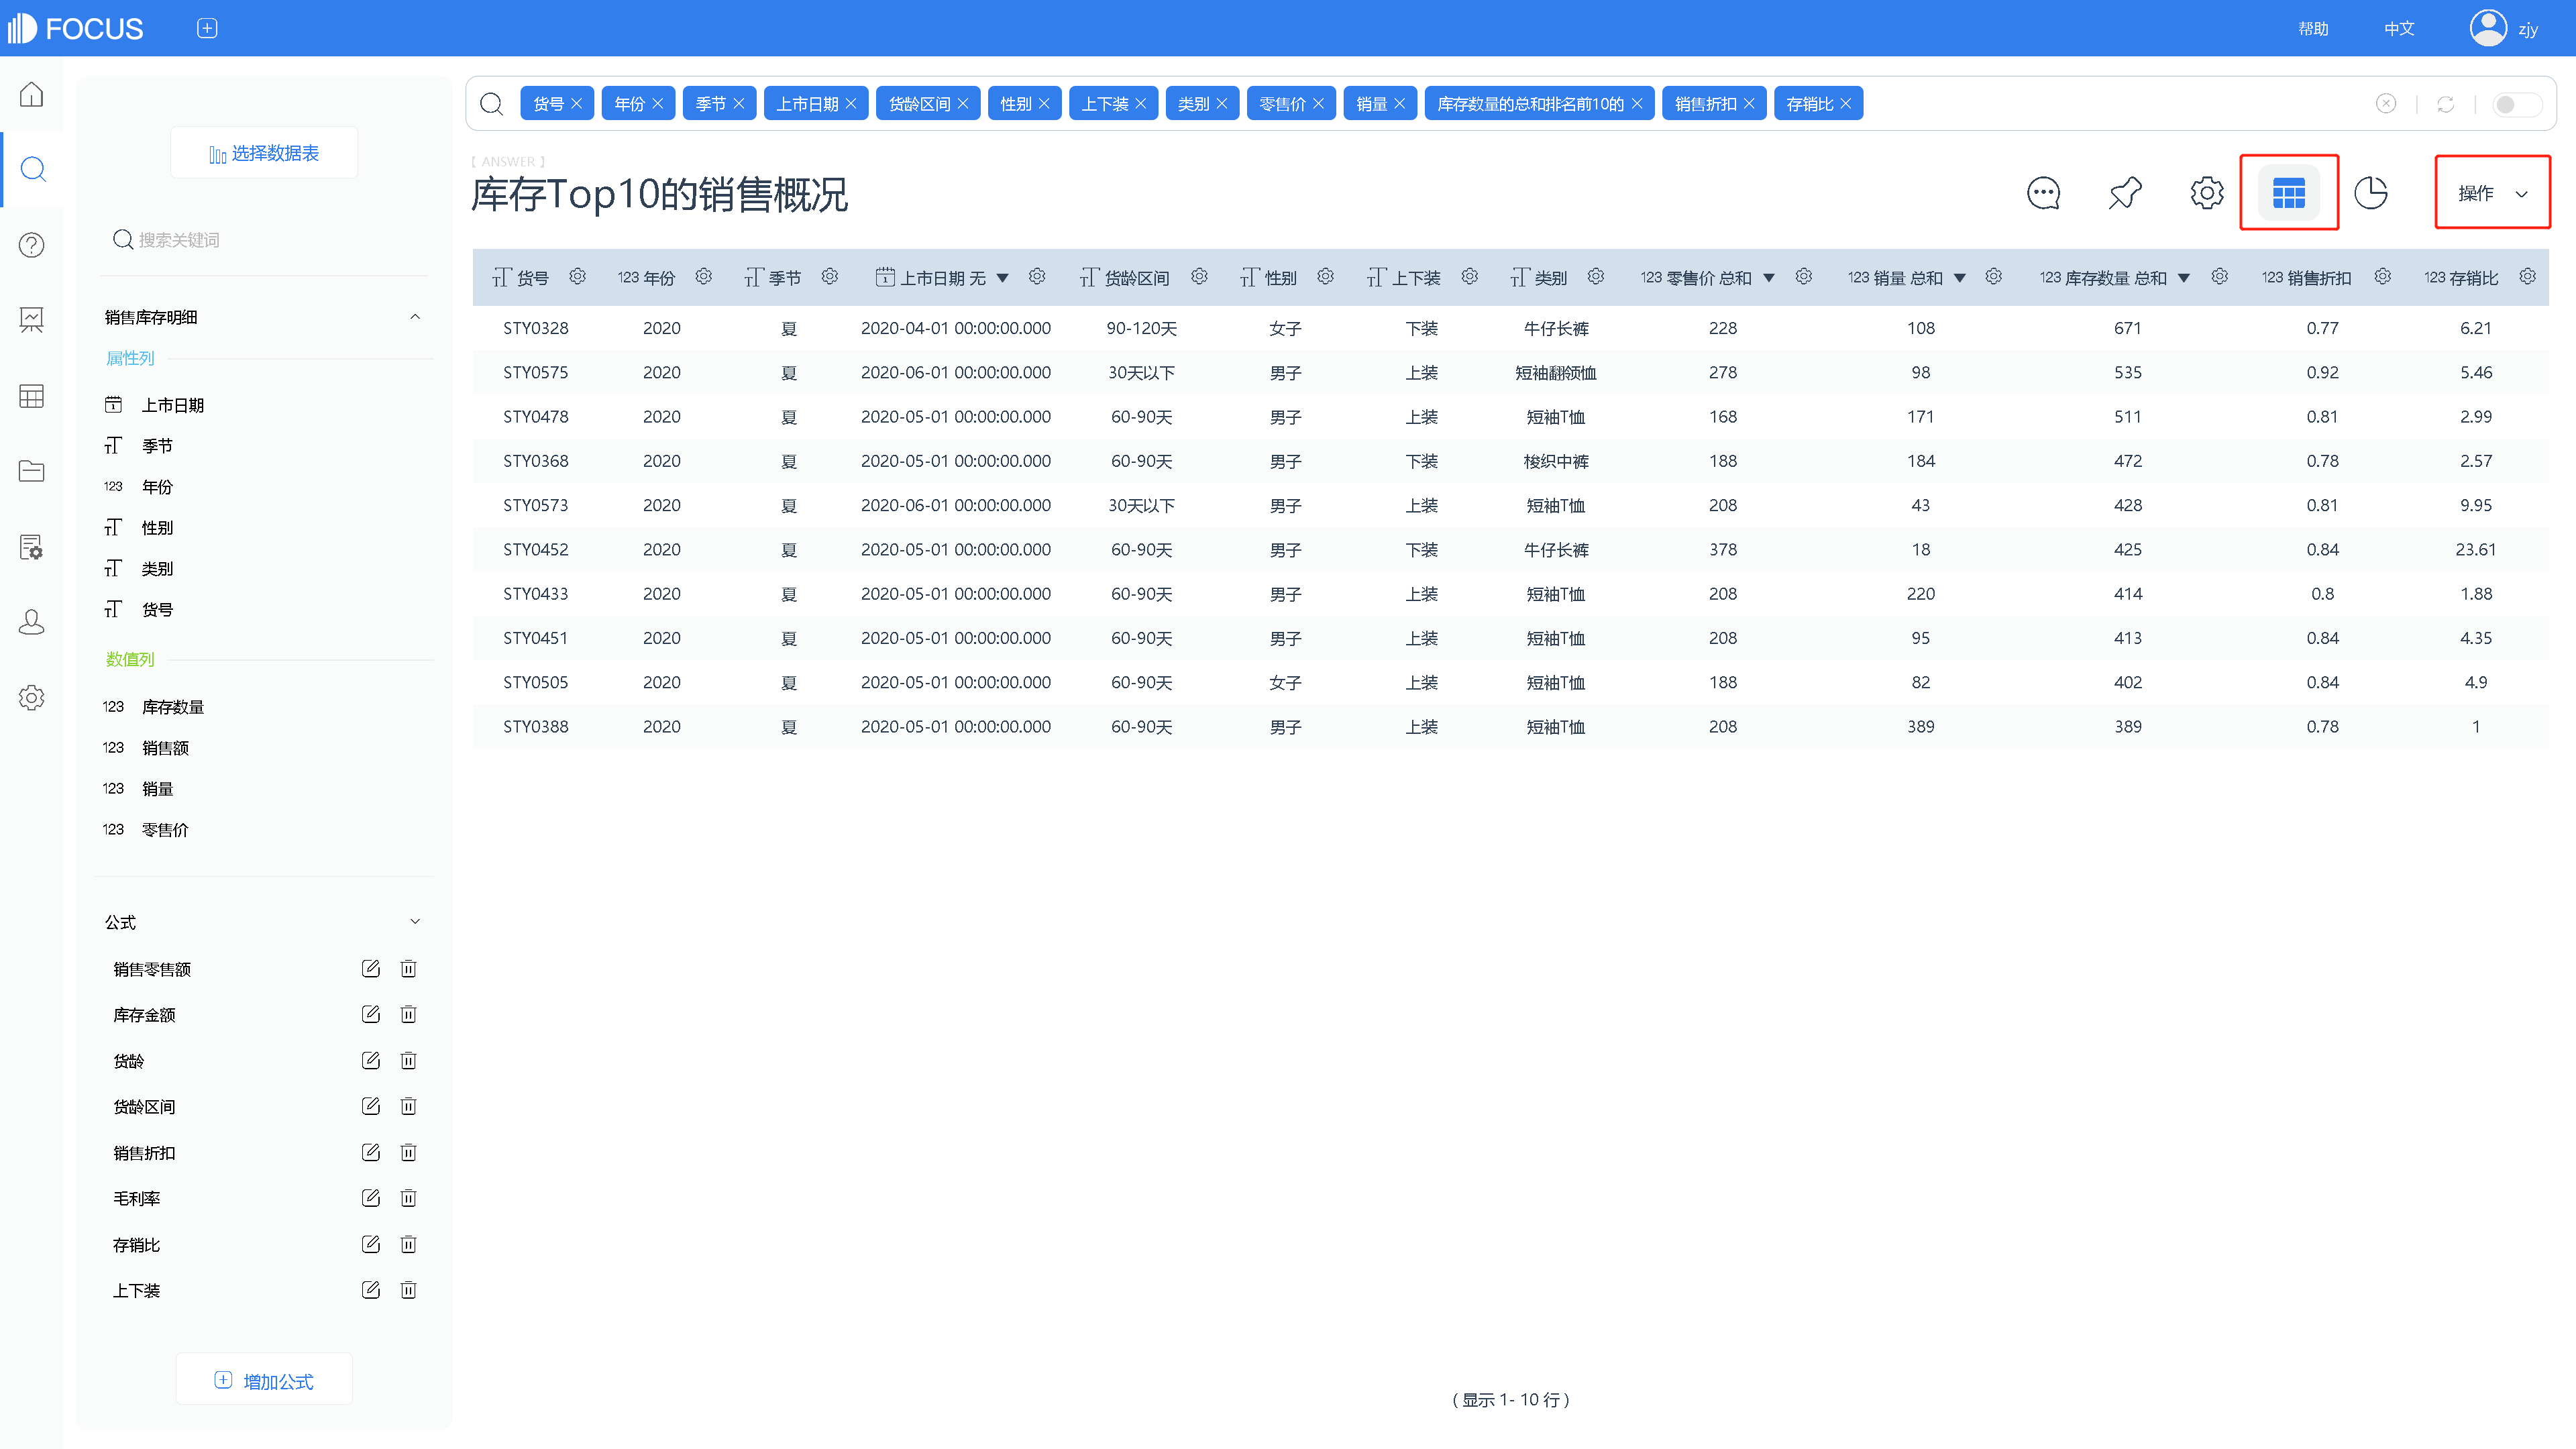 FOCUS
帮助 中文 zjy
选择数据表
搜索关键词
销售库存明细
属性列
上市日期
季节
123 年份
性别
类别
货号
数值列
123 库存数量
123 销售额
123 销量
123 零售价
公式
销售零售额
库存金额
货龄
货龄区间
销售折扣
毛利率
存销比
上下装
增加公式
货号 年份 季节 上市日期 货龄区间 性别 上下装 类别 零售价 销量 库存数量的总和排名前10的 销售折扣 存销比
【 ANSWER 】
库存Top10的销售概况
操作
货号 123 年份 季节 上市日期 无 货龄区间 性别 上下装 类别 123 零售价 总和 123 销量 总和 123 库存数量 总和 123 销售折扣 123 存销比
STY0328 2020 夏 2020-04-01 00:00:00.000 90-120天 女子 下装 牛仔长裤 228 108 671 0.77 6.21
STY0575 2020 夏 2020-06-01 00:00:00.000 30天以下 男子 上装 短袖翻领恤 278 98 535 0.92 5.46
STY0478 2020 夏 2020-05-01 00:00:00.000 60-90天 男子 上装 短袖T恤 168 171 511 0.81 2.99
STY0368 2020 夏 2020-05-01 00:00:00.000 60-90天 男子 下装 梭织中裤 188 184 472 0.78 2.57
STY0573 2020 夏 2020-06-01 00:00:00.000 30天以下 男子 上装 短袖T恤 208 43 428 0.81 9.95
STY0452 2020 夏 2020-05-01 00:00:00.000 60-90天 男子 下装 牛仔长裤 378 18 425 0.84 23.61
STY0433 2020 夏 2020-05-01 00:00:00.000 60-90天 男子 上装 短袖T恤 208 220 414 0.8 1.88
STY0451 2020 夏 2020-05-01 00:00:00.000 60-90天 男子 上装 短袖T恤 208 95 413 0.84 4.35
STY0505 2020 夏 2020-05-01 00:00:00.000 60-90天 女子 上装 短袖T恤 188 82 402 0.84 4.9
STY0388 2020 夏 2020-05-01 00:00:00.000 60-90天 男子 上装 短袖T恤 208 389 389 0.78 1
( 显示 1- 10 行 )